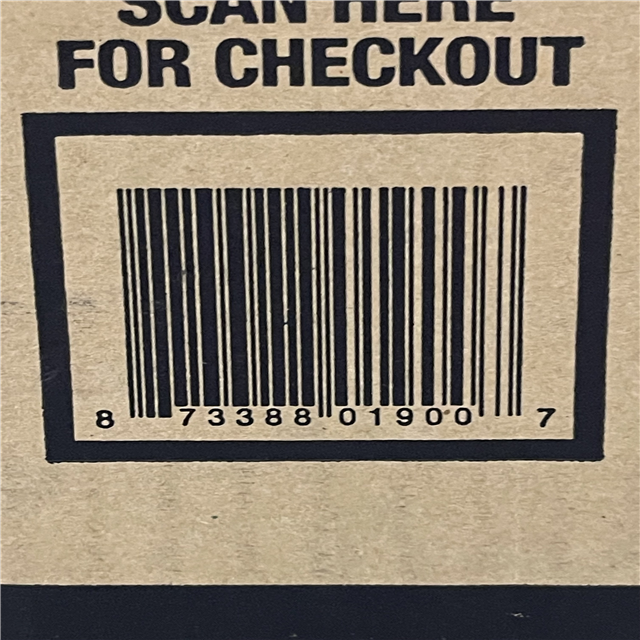 SCAN HERE
FOR CHECKOUT
8 73388 01900 7